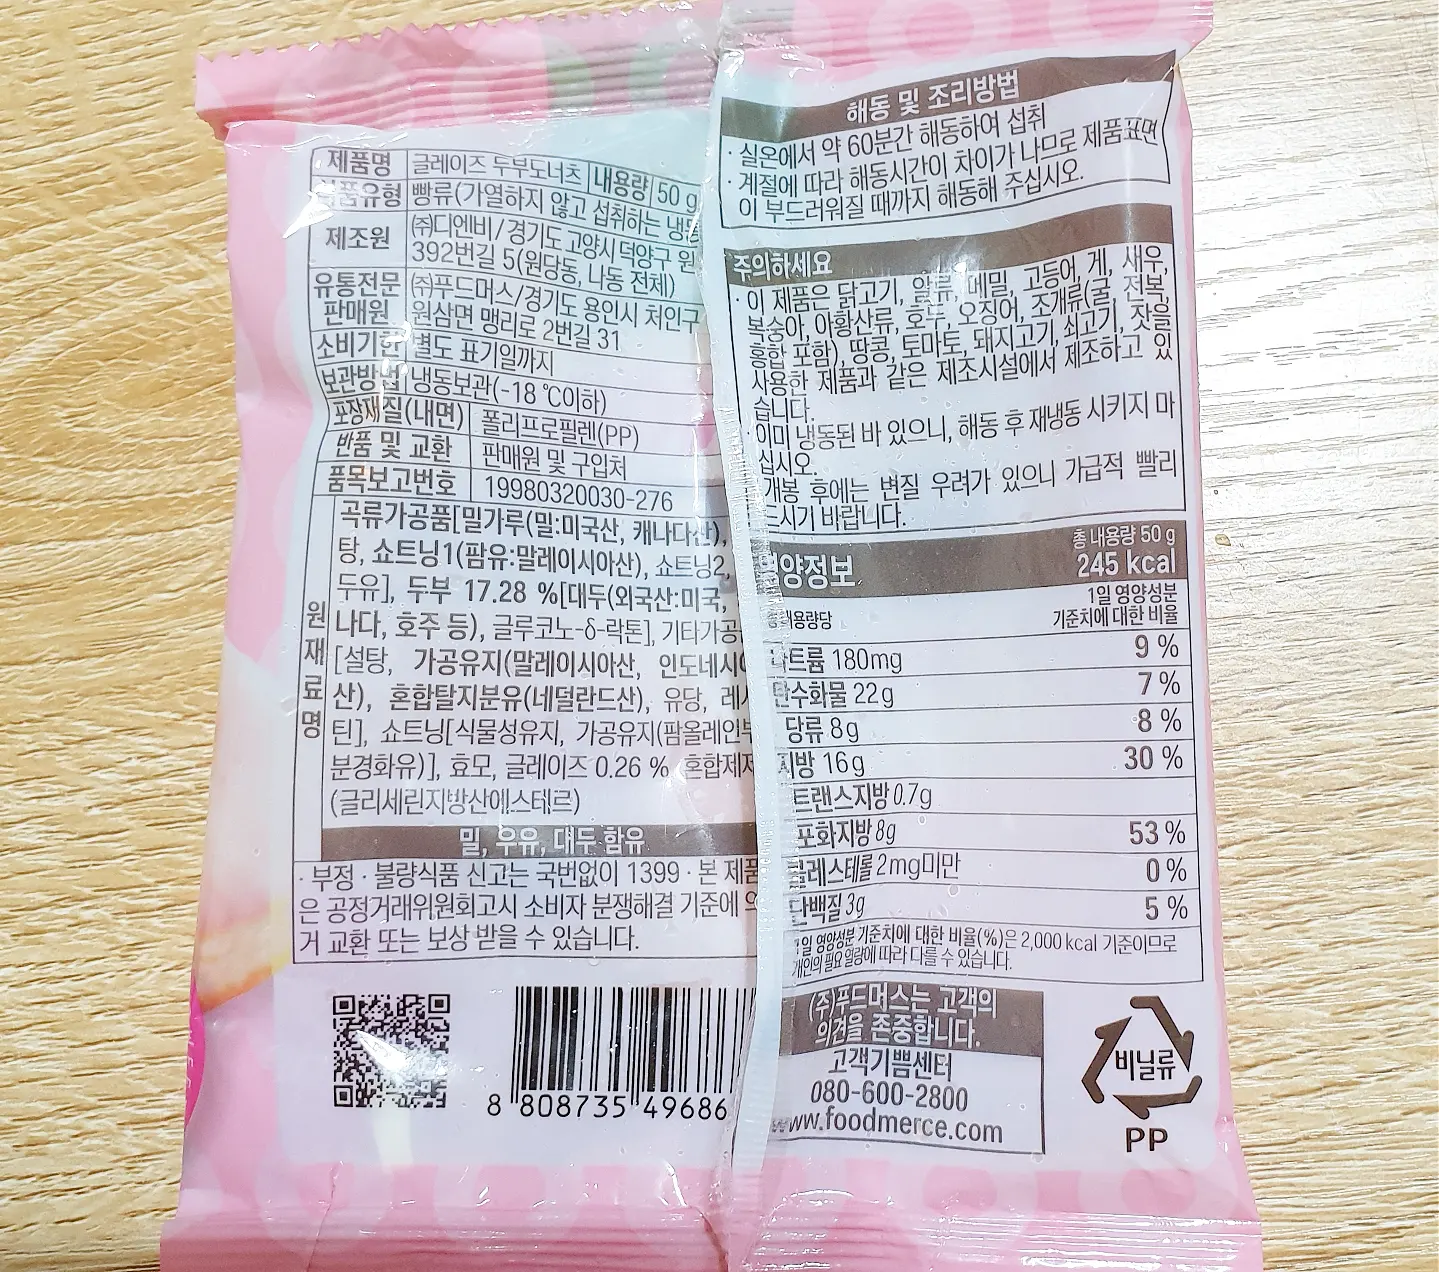 제품명 글레이즈 두부도너츠 내용량 50 g
빵류(가열하지 않고 섭취하는
제조원 ㈜디엔비/경기도 고양시 덕양구 원
392번길 5(원당동, 나동 전체)
유통전문
판매원 ㈜푸드머스/경기도 용인시 처인구
원삼면 맹리로 2번길 31
소비기한 별도 표기일까지
보관방법 냉동보관(-18 ℃이하)
포장재질(내면) 폴리프로필렌(PP)
반품 및 교환 판매원 및 구입처
품목보고번호 19980320030-276
원재료명
곡류가공품[밀가루(밀:미국산, 캐나다산),
탕, 쇼트닝1(팜유:말레이시아산), 쇼트닝2,
두유], 두부 17.28 %[대두(외국산:미국,
나다, 호주 등), 글루코노-δ-락톤], 기타가공
[설탕, 가공유지(말레이시아산, 인도네시아
산), 혼합탈지분유(네덜란드산), 유당, 레시
틴], 쇼트닝[식물성유지, 가공유지(팜올레인부
분경화유)], 효모, 글레이즈 0.26 %, 혼합제제
(글리세린지방산에스테르)
밀, 우유, 대두 함유
· 부정 · 불량식품 신고는 국번없이 1399 · 본 제품
은 공정거래위원회고시 소비자 분쟁해결 기준에 의
거 교환 또는 보상 받을 수 있습니다.
8 808735 49686
해동 및 조리방법
· 실온에서 약 60분간 해동하여 섭취
· 계절에 따라 해동시간이 차이가 나므로 제품표면
이 부드러워질 때까지 해동해 주십시오.
주의하세요
· 이 제품은 닭고기, 알류, 메밀, 고등어, 게, 새우,
복숭아, 아황산류, 호두, 오징어, 조개류(굴, 전복,
홍합 포함), 땅콩, 토마토, 돼지고기, 쇠고기, 잣을
사용한 제품과 같은 제조시설에서 제조하고 있
습니다.
· 이미 냉동된 바 있으니, 해동 후 재냉동 시키지 마
십시오.
개봉 후에는 변질 우려가 있으니 가급적 빨리
드시기 바랍니다.
영양정보 총 내용량 50 g
245 kcal
총 내용량당 1일 영양성분
기준치에 대한 비율
나트륨 180mg 9 %
탄수화물 22g 7 %
당류 8g 8 %
지방 16g 30 %
트랜스지방 0.7g
포화지방 8g 53 %
콜레스테롤 2mg미만 0 %
단백질 3g 5 %
1일 영양성분 기준치에 대한 비율(%)은 2,000 kcal 기준이므로
개인의 필요 열량에 따라 다를 수 있습니다.
(주)푸드머스는 고객의
의견을 존중합니다.
고객기쁨센터
080-600-2800
www.foodmerce.com
비닐류
PP